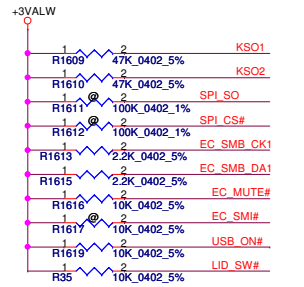 +3VALW
1 2 KSO1
R1609 47K_0402_5%
1 2 KSO2
R1610 47K_0402_5%
1 @ 2 SPI_SO
R1611 100K_0402_1%
1 @ 2 SPI_CS#
R1612 100K_0402_1%
1 2 EC_SMB_CK1
R1613 2.2K_0402_5%
1 2 EC_SMB_DA1
R1615 2.2K_0402_5%
1 2 EC_MUTE#
R1616 10K_0402_5%
1 @ 2 EC_SMI#
R1617 10K_0402_5%
1 2 USB_ON#
R1619 10K_0402_5%
1 2 LID_SW#
R35 10K_0402_5%